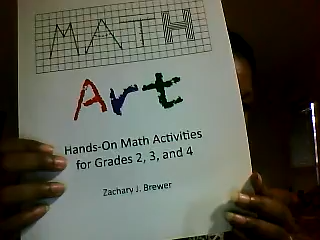 MATH
Art
Hands-On Math Activities
for Grades 2, 3, and 4
Zachary J. Brewer